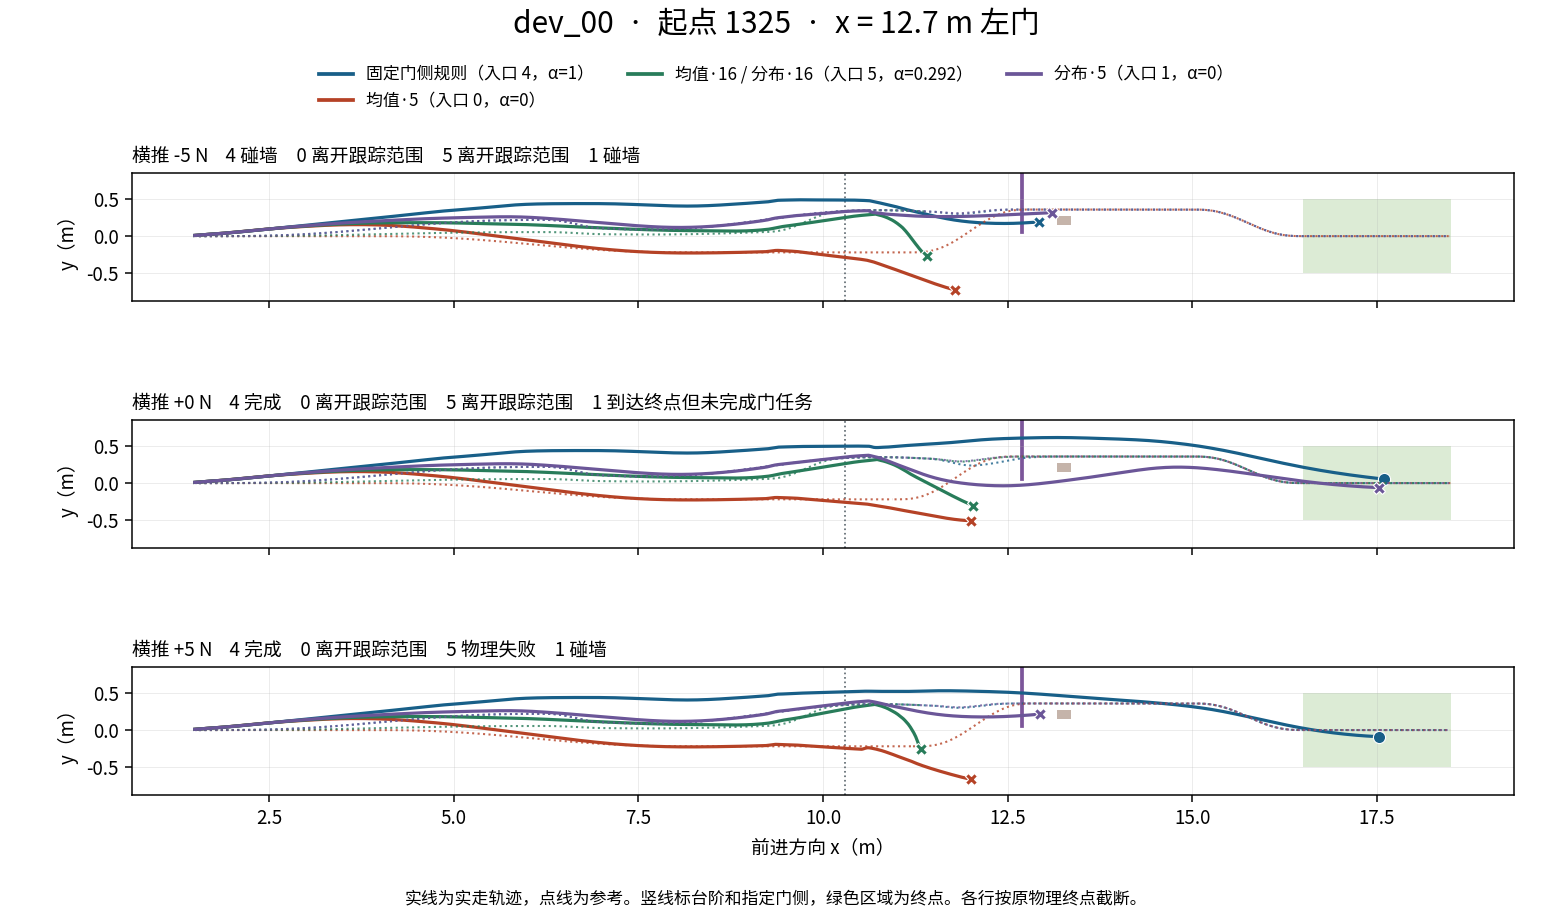 dev_00 · 起点 1325 · x = 12.7 m 左门
固定门侧规则（入口 4，α=1） 均值·16 / 分布·16（入口 5，α=0.292） 分布·5（入口 1，α=0）
均值·5（入口 0，α=0）
横推 -5 N 4 碰墙 0 离开跟踪范围 5 离开跟踪范围 1 碰墙
0.5
0.0
-0.5
y（m）
横推 +0 N 4 完成 0 离开跟踪范围 5 离开跟踪范围 1 到达终点但未完成门任务
0.5
0.0
-0.5
y（m）
横推 +5 N 4 完成 0 离开跟踪范围 5 物理失败 1 碰墙
0.5
0.0
-0.5
y（m）
2.5 5.0 7.5 10.0 12.5 15.0 17.5
前进方向 x（m）
实线为实走轨迹，点线为参考。竖线标台阶和指定门侧，绿色区域为终点。各行按原物理终点截断。